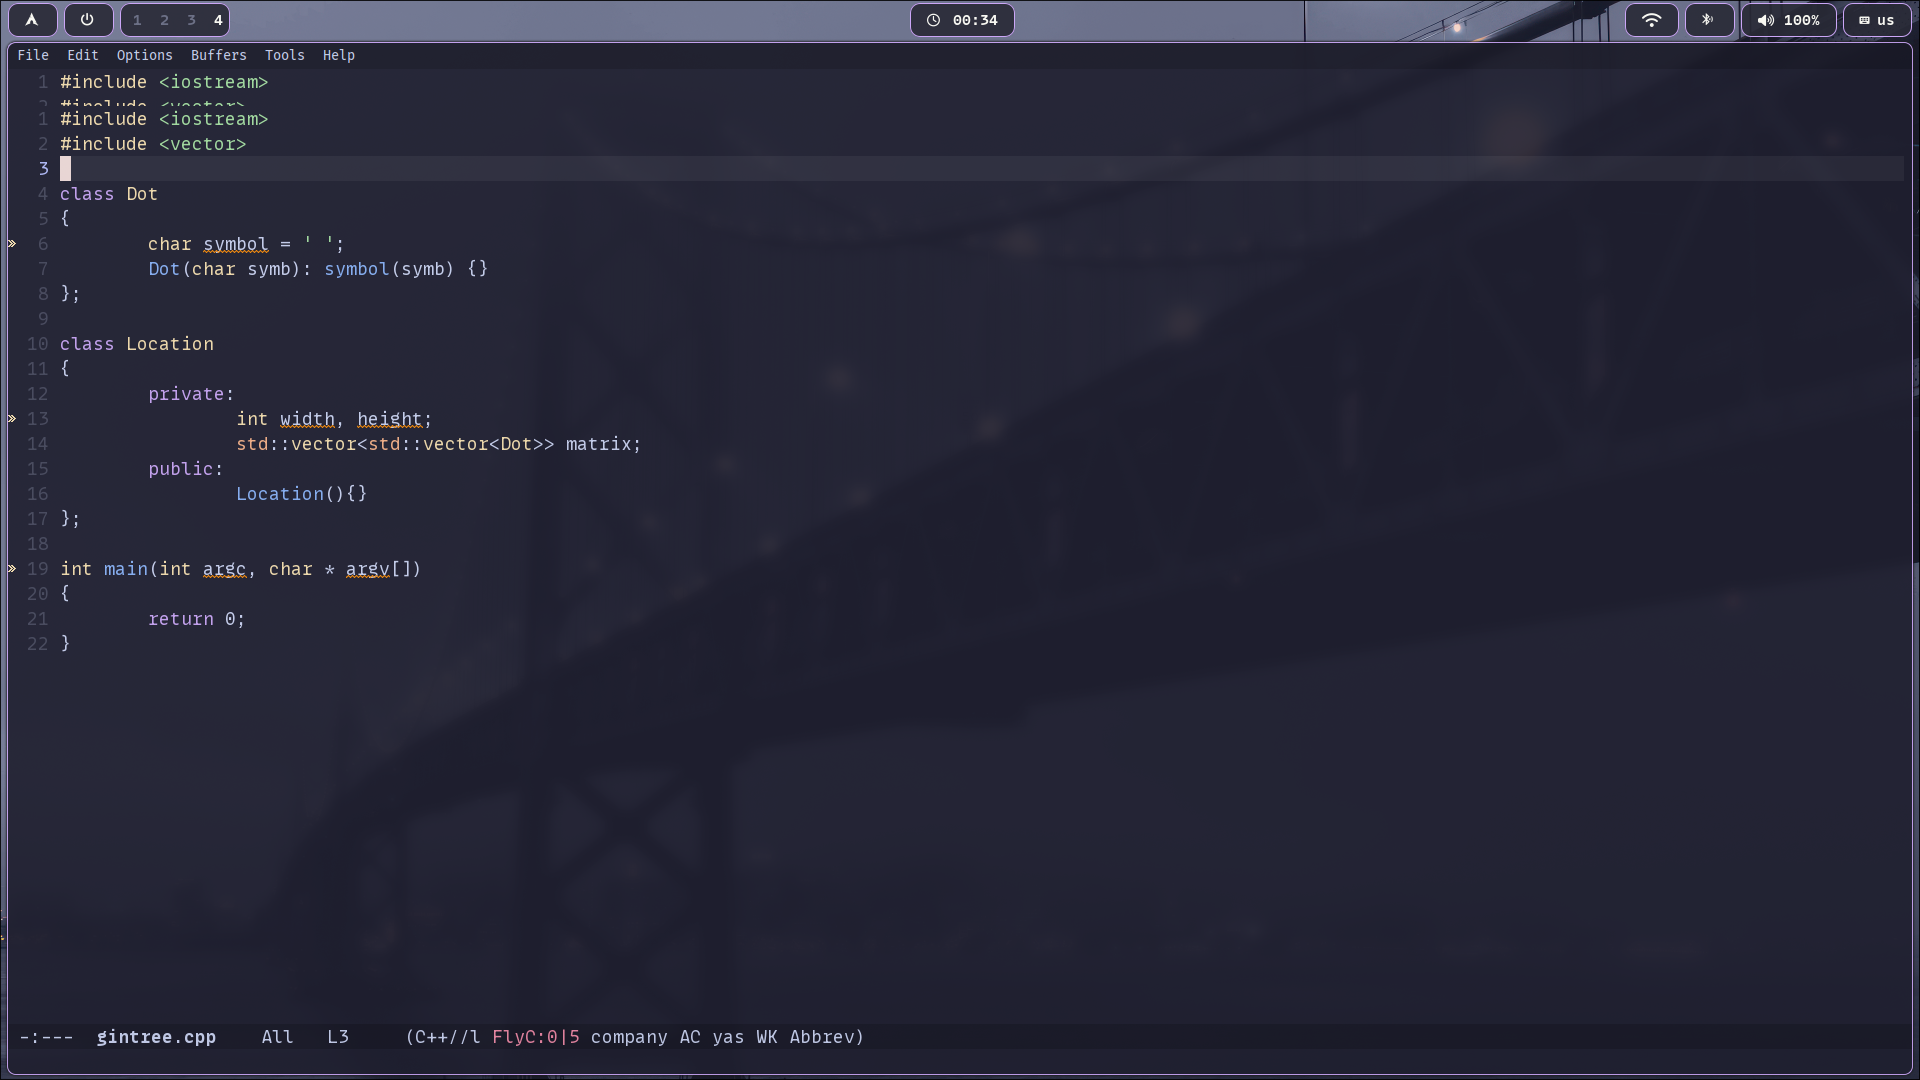 1 2 3 4 00:34 100% us
File Edit Options Buffers Tools Help
1 #include <iostream>
2 #include <vector>
1 #include <iostream>
2 #include <vector>
3
4 class Dot
5 {
6 char symbol = ' ';
7 Dot(char symb): symbol(symb) {}
8 };
9
10 class Location
11 {
12 private:
13 int width, height;
14 std::vector<std::vector<Dot>> matrix;
15 public:
16 Location(){}
17 };
18
19 int main(int argc, char * argv[])
20 {
21 return 0;
22 }
-:--- gintree.cpp All L3 (C++//l FlyC:0|5 company AC yas WK Abbrev)